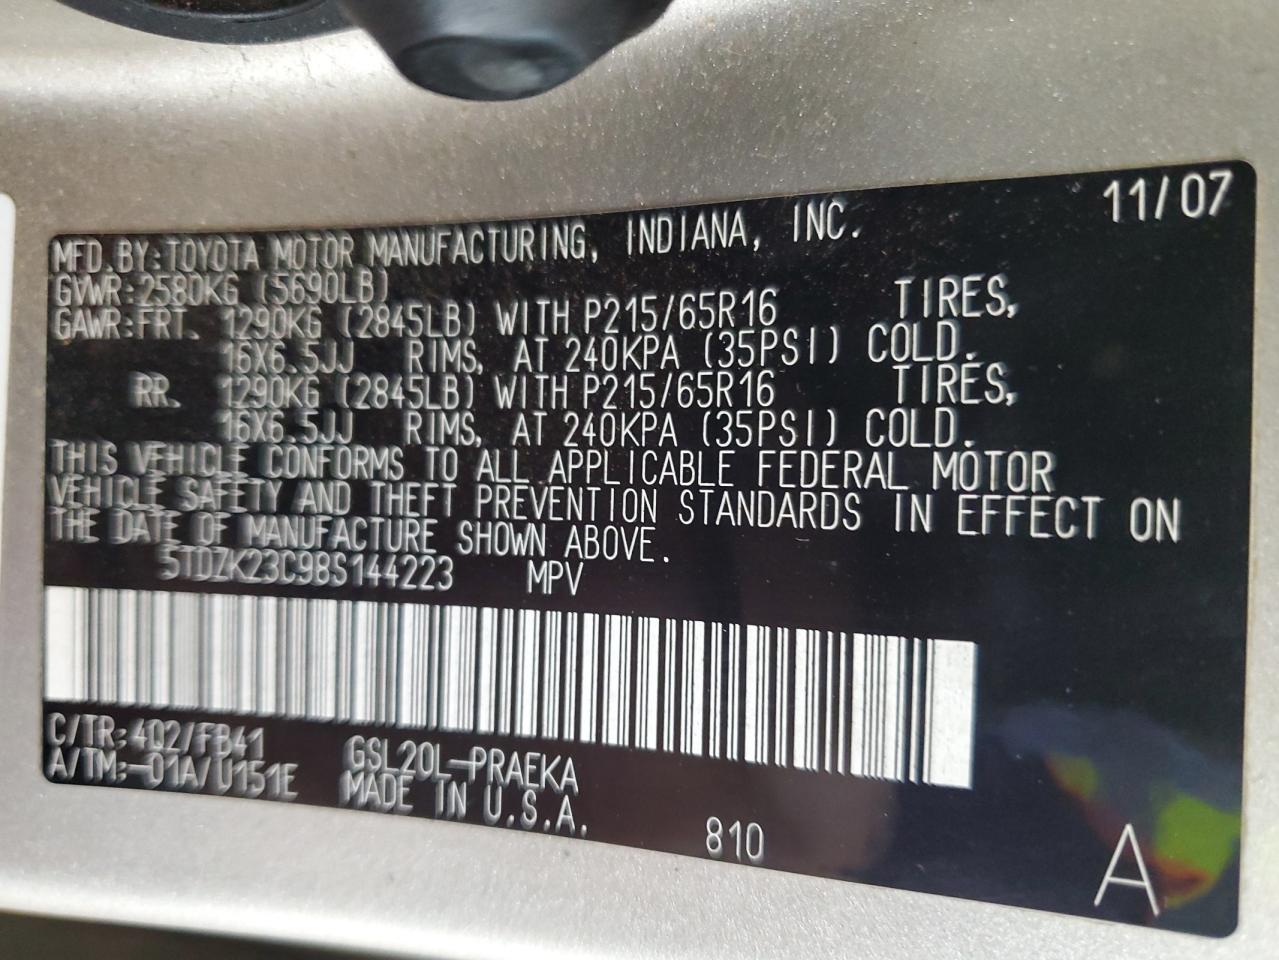 11/07
MFD.BY:TOYOTA MOTOR MANUFACTURING, INDIANA, INC.
GVWR:2580KG (5690LB)
GAWR:FRT. 1290KG (2845LB) WITH P215/65R16 TIRES,
16X6.5JJ RIMS, AT 240KPA (35PSI) COLD.
RR. 1290KG (2845LB) WITH P215/65R16 TIRES,
16X6.5JJ RIMS, AT 240KPA (35PSI) COLD.
THIS VEHICLE CONFORMS TO ALL APPLICABLE FEDERAL MOTOR
VEHICLE SAFETY AND THEFT PREVENTION STANDARDS IN EFFECT ON
THE DATE OF MANUFACTURE SHOWN ABOVE.
5TDZK23C98S144223 MPV
C/TR:4Q2/FB41 GSL20L-PRAEKA
A/TM:-01A/U151E MADE IN U.S.A.
810
A